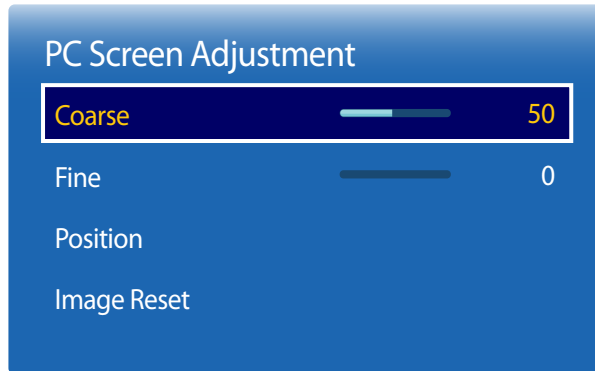 PC Screen Adjustment
Coarse 50
Fine 0
Position
Image Reset